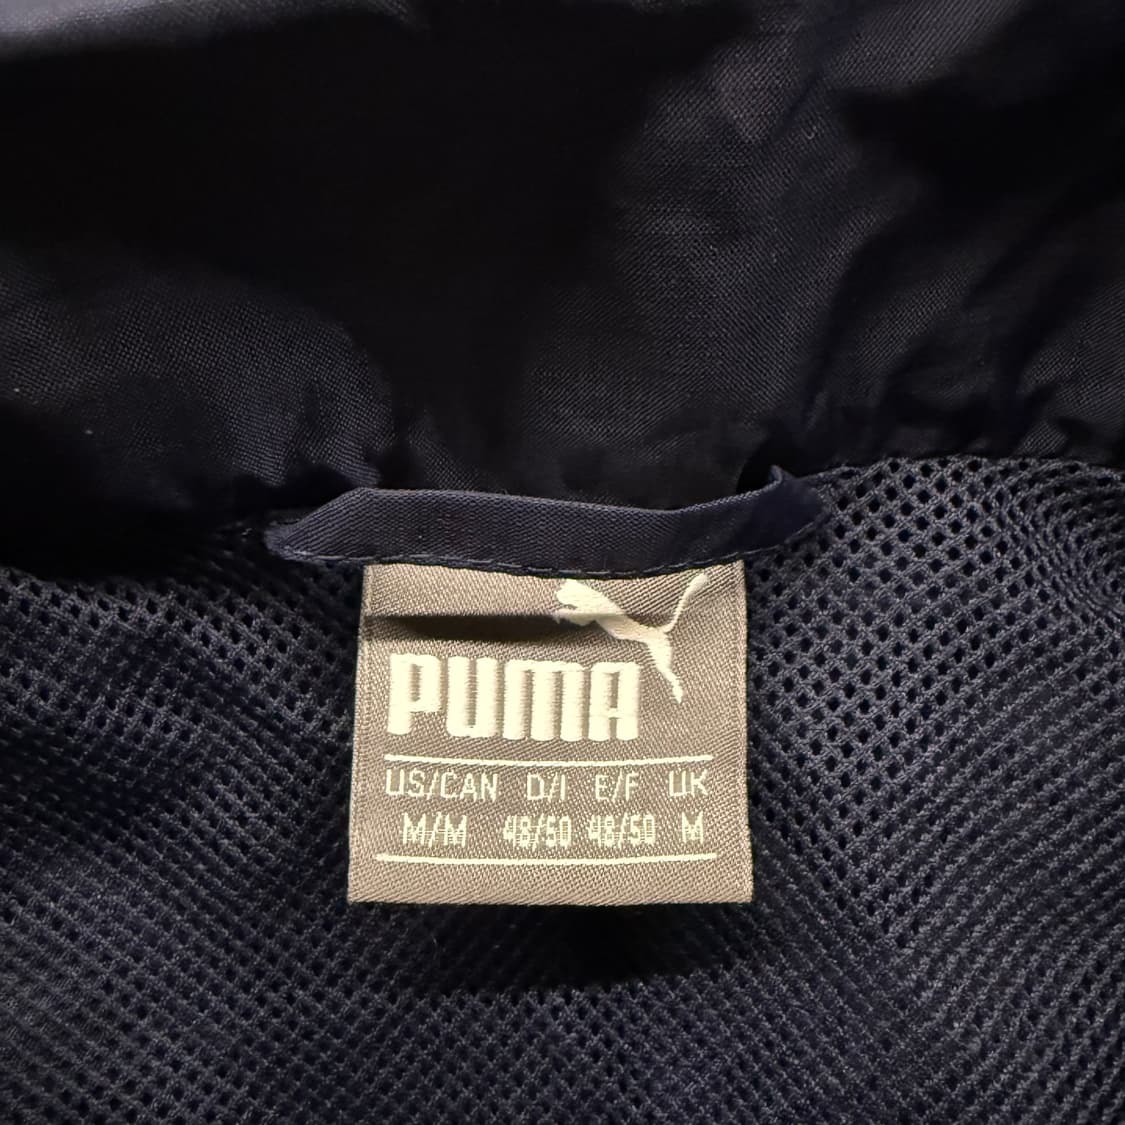 PUMA
US/CAN D/I E/F UK
M/M 48/50 48/50 M